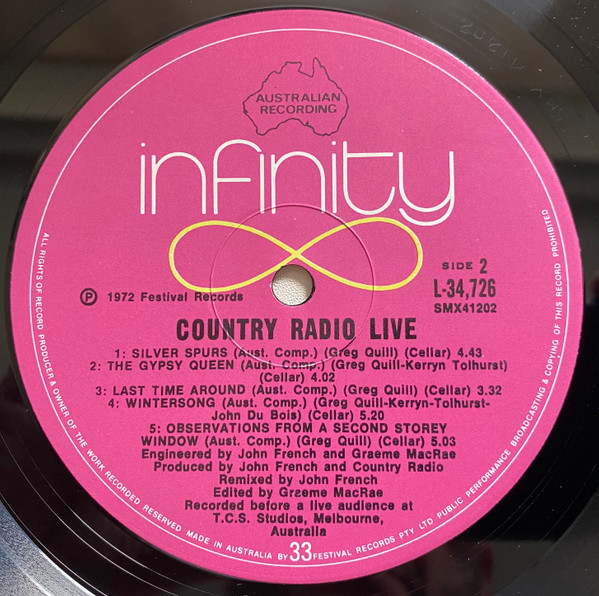 AUSTRALIAN
RECORDING
infinity
SIDE 2
L-34,726
SMX41202
Ⓟ 1972 Festival Records
COUNTRY RADIO LIVE
1: SILVER SPURS (Aust. Comp.) (Greg Quill) (Cellar) 4.43
2: THE GYPSY QUEEN (Aust. Comp.) (Greg Quill-Kerryn Tolhurst)
(Cellar) 4.02
3: LAST TIME AROUND (Aust. Comp.) (Greg Quill) (Cellar) 3.32
4: WINTERSONG (Aust. Comp.) (Greg Quill-Kerryn-Tolhurst-
John Du Bois) (Cellar) 5.20
5: OBSERVATIONS FROM A SECOND STOREY
WINDOW (Aust. Comp.) (Greg Quill) (Cellar) 5.03
Engineered by John French and Graeme MacRae
Produced by John French and Country Radio
Remixed by John French
Edited by Grzeme MacRae
Recorded before a live audience at
T.C.S. Studios, Melbourne,
Australia
ALL RIGHTS OF RECORD PRODUCER & OWNER OF THE WORK RECORDED RESERVED MADE IN AUSTRALIA BY 33 FESTIVAL RECORDS PTY LTD PUBLIC PERFORMANCE BROADCASTING & COPYING OF THIS RECORD PROHIBITED